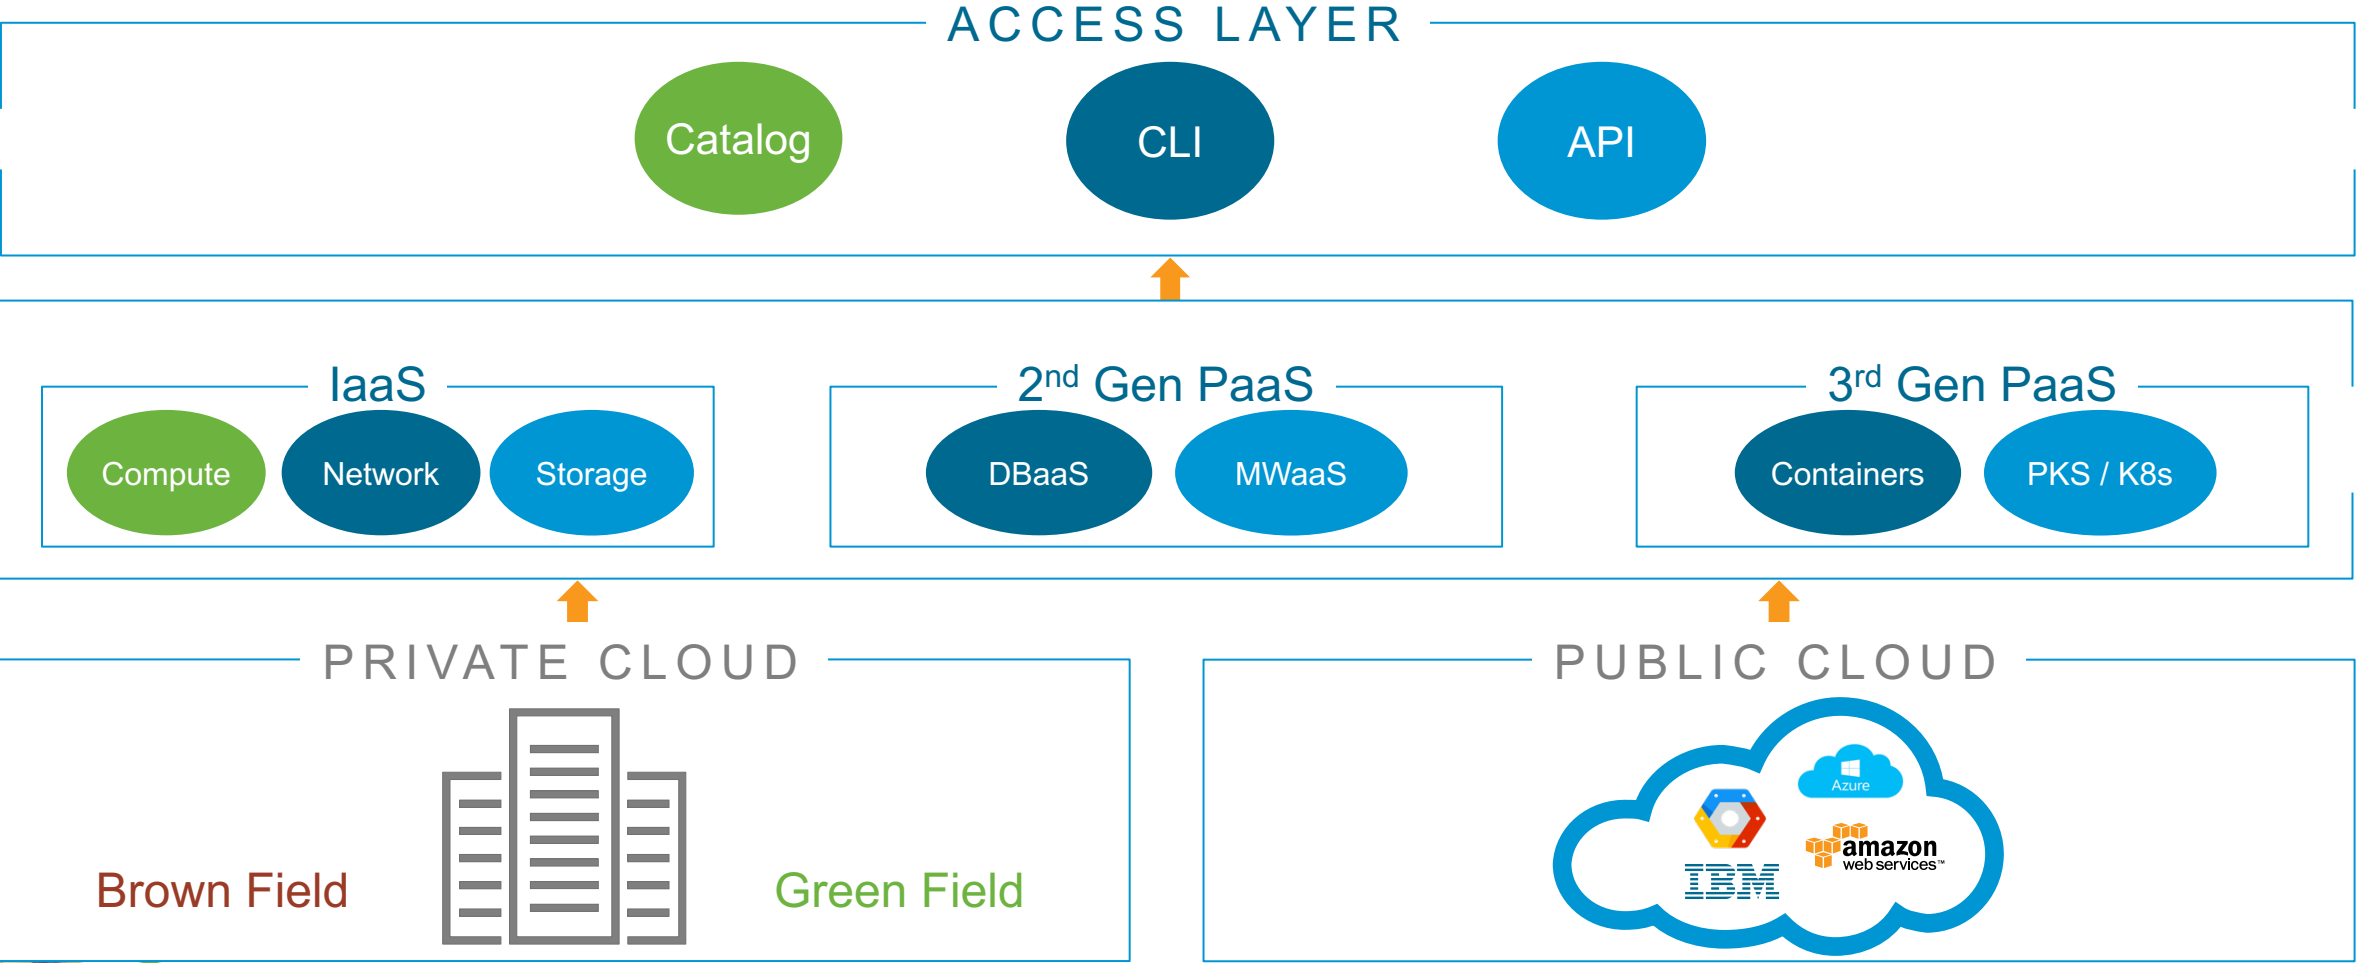 ACCESS LAYER
Catalog
CLI
API
IaaS
2nd Gen PaaS
3rd Gen PaaS
Compute
Network
Storage
DBaaS
MWaaS
Containers
PKS / K8s
PRIVATE CLOUD
PUBLIC CLOUD
Azure
amazon
web services™
IBM
Brown Field
Green Field